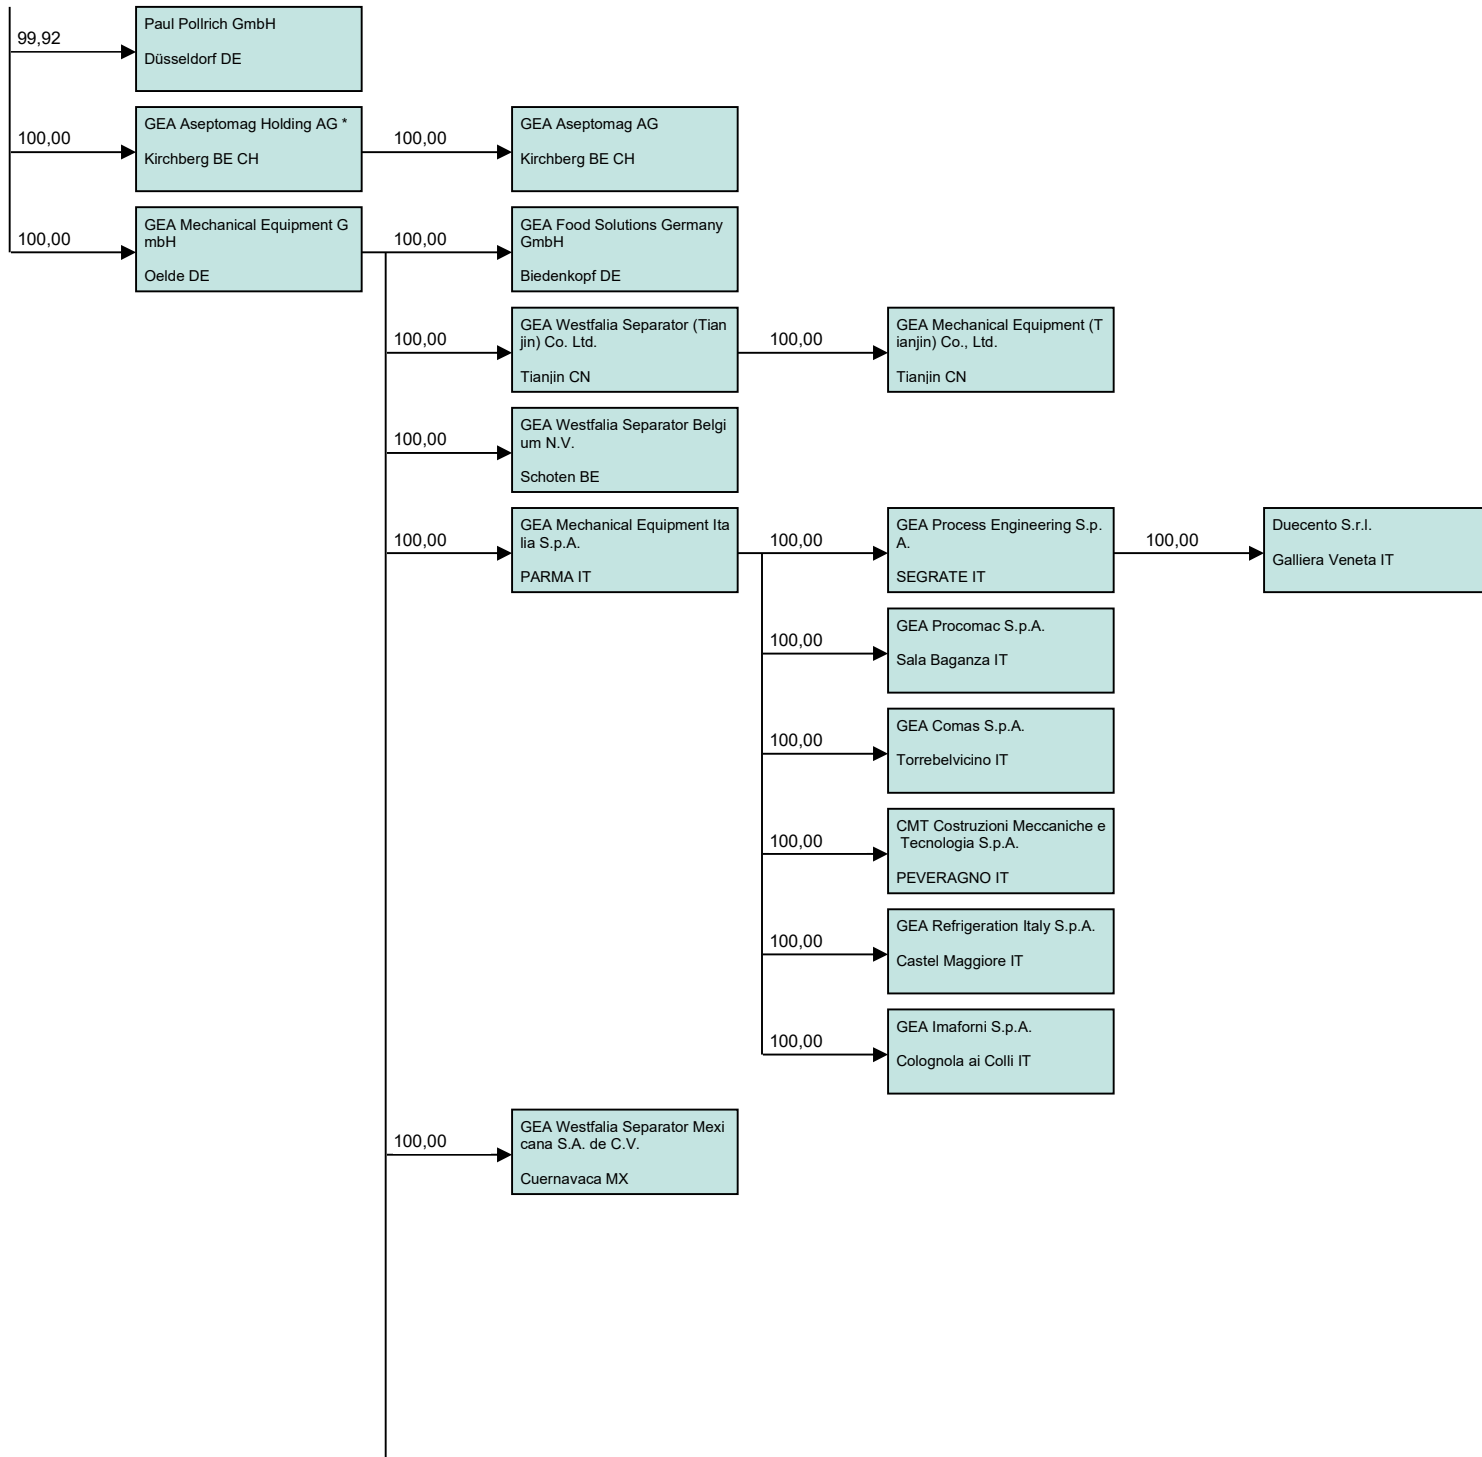 99,92
Paul Pollrich GmbH
Düsseldorf DE
100,00
GEA Aseptomag Holding AG *
Kirchberg BE CH
100,00
GEA Aseptomag AG
Kirchberg BE CH
100,00
GEA Mechanical Equipment G
mbH
Oelde DE
100,00
GEA Food Solutions Germany
GmbH
Biedenkopf DE
100,00
GEA Westfalia Separator (Tian
jin) Co. Ltd.
Tianjin CN
100,00
GEA Mechanical Equipment (T
ianjin) Co., Ltd.
Tianjin CN
100,00
GEA Westfalia Separator Belgi
um N.V.
Schoten BE
100,00
GEA Mechanical Equipment Ita
lia S.p.A.
PARMA IT
100,00
GEA Process Engineering S.p.
A.
SEGRATE IT
100,00
Duecento S.r.l.
Galliera Veneta IT
100,00
GEA Procomac S.p.A.
Sala Baganza IT
100,00
GEA Comas S.p.A.
Torrebelvicino IT
100,00
CMT Costruzioni Meccaniche e
Tecnologia S.p.A.
PEVERAGNO IT
100,00
GEA Refrigeration Italy S.p.A.
Castel Maggiore IT
100,00
GEA Imaforni S.p.A.
Colognola ai Colli IT
100,00
GEA Westfalia Separator Mexi
cana S.A. de C.V.
Cuernavaca MX